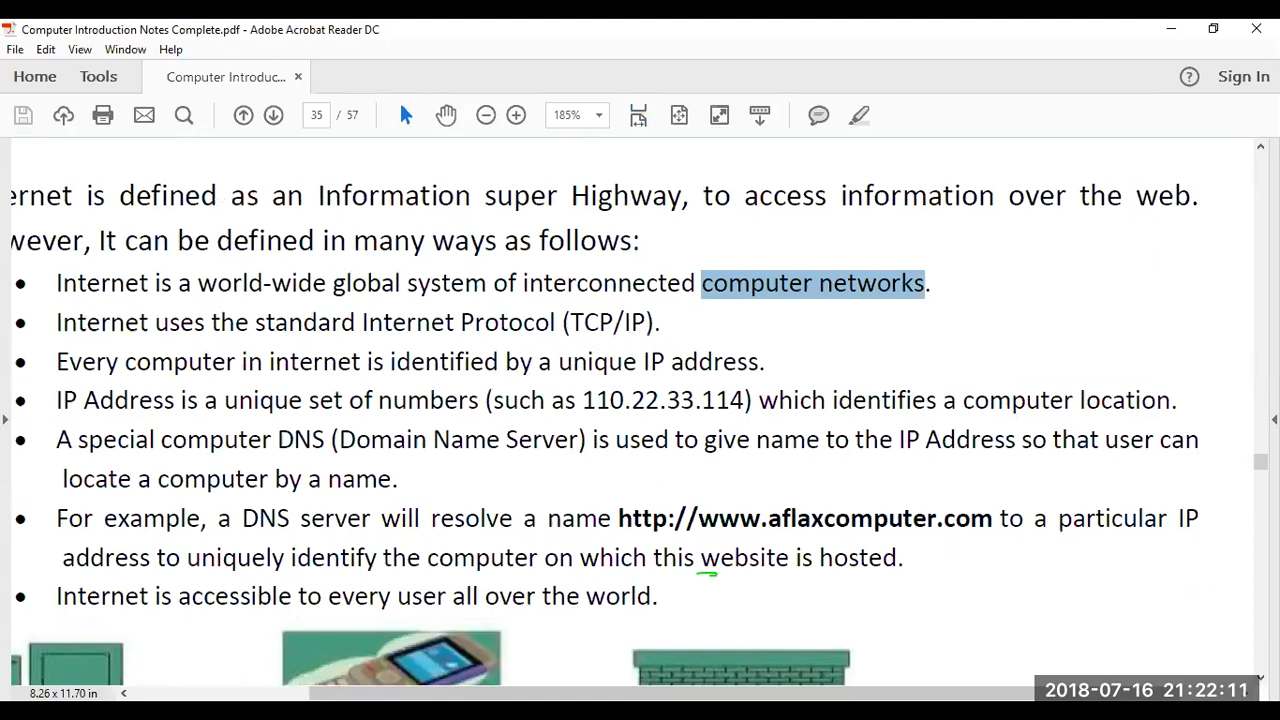 Computer Introduction Notes Complete.pdf - Adobe Acrobat Reader DC
File Edit View Window Help
Home Tools Computer Introduc... × Sign In
35 / 57 185%
ernet is defined as an Information super Highway, to access information over the web.
wever, It can be defined in many ways as follows:
• Internet is a world-wide global system of interconnected computer networks.
• Internet uses the standard Internet Protocol (TCP/IP).
• Every computer in internet is identified by a unique IP address.
• IP Address is a unique set of numbers (such as 110.22.33.114) which identifies a computer location.
• A special computer DNS (Domain Name Server) is used to give name to the IP Address so that user can
locate a computer by a name.
• For example, a DNS server will resolve a name http://www.aflaxcomputer.com to a particular IP
address to uniquely identify the computer on which this website is hosted.
• Internet is accessible to every user all over the world.
8.26 x 11.70 in
2018-07-16 21:22:11